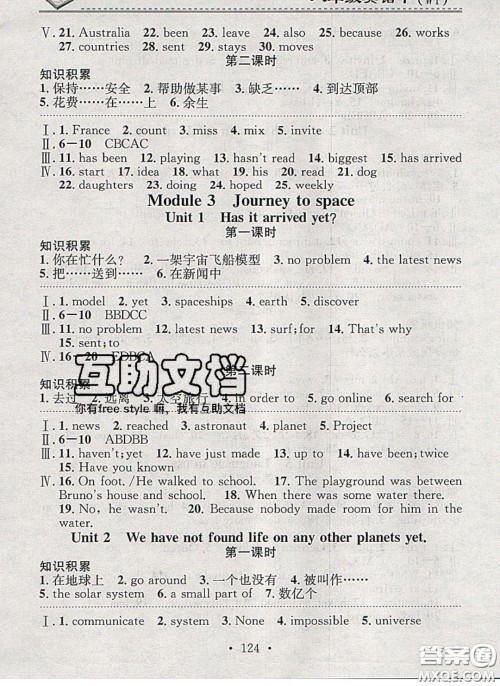 Ⅴ. 21. Australia 22. been 23. leave 24. also 25. because 26. works
27. countries 28. sent 29. stays 30. moves
第二课时
知识积累
1. 保持……安全 2. 帮助做某事 3. 缺乏…… 4. 到达顶部
5. 花费……在……上 6. 余生
Ⅰ. 1. France 2. count 3. miss 4. mix 5. invite
Ⅱ. 6-10 CBCAC
Ⅲ. 11. has been 12. playing 13. hasn't read 14. biggest 15. has arrived
Ⅳ. 16. start 17. idea 18. what 19. his 20. read 21. dog
22. daughters 23. doing 24. hoped 25. weekly
Module 3 Journey to space
Unit 1 Has it arrived yet?
第一课时
知识积累
1. 你在忙什么? 2. 一架宇宙飞船模型 3. no problem 4. the latest news
5. 把……送到…… 6. 在新闻中
Ⅰ. 1. model 2. yet 3. spaceships 4. earth 5. discover
Ⅱ. 6-10 BBDCC
Ⅲ. 11. no problem 12. latest news 13. surf; for 14. That's why
15. sent; to
Ⅳ. 16-20 EDBCA
第二课时
知识积累
1. 去过 2. 远离 3. 太空旅行 4. in order to 5. go online 6. search for
互助文档
你有free style 嘛，我有互助文档
Ⅰ. 1. news 2. reached 3. astronaut 4. planet 5. Project
Ⅱ. 6-10 ABDBB
Ⅲ. 11. haven't; yet 12. have just made 13. up to 14. have been; twice
15. Have you known
Ⅳ. 16. On foot. /He walked to school. 17. The playground was between
Bruno's house and school. 18. When there was some water there.
19. No, he wasn't. 20. Because nobody made room for him in the
water.
Unit 2 We have not found life on any other planets yet.
第一课时
知识积累
1. 在地球上 2. go around 3. 一个也没有 4. 被叫作……
5. the solar system 6. a small part of 7. 数亿个
Ⅰ. 1. communicate 2. system 3. None 4. impossible 5. universe
· 124 ·
答案圈
MXQE.COM